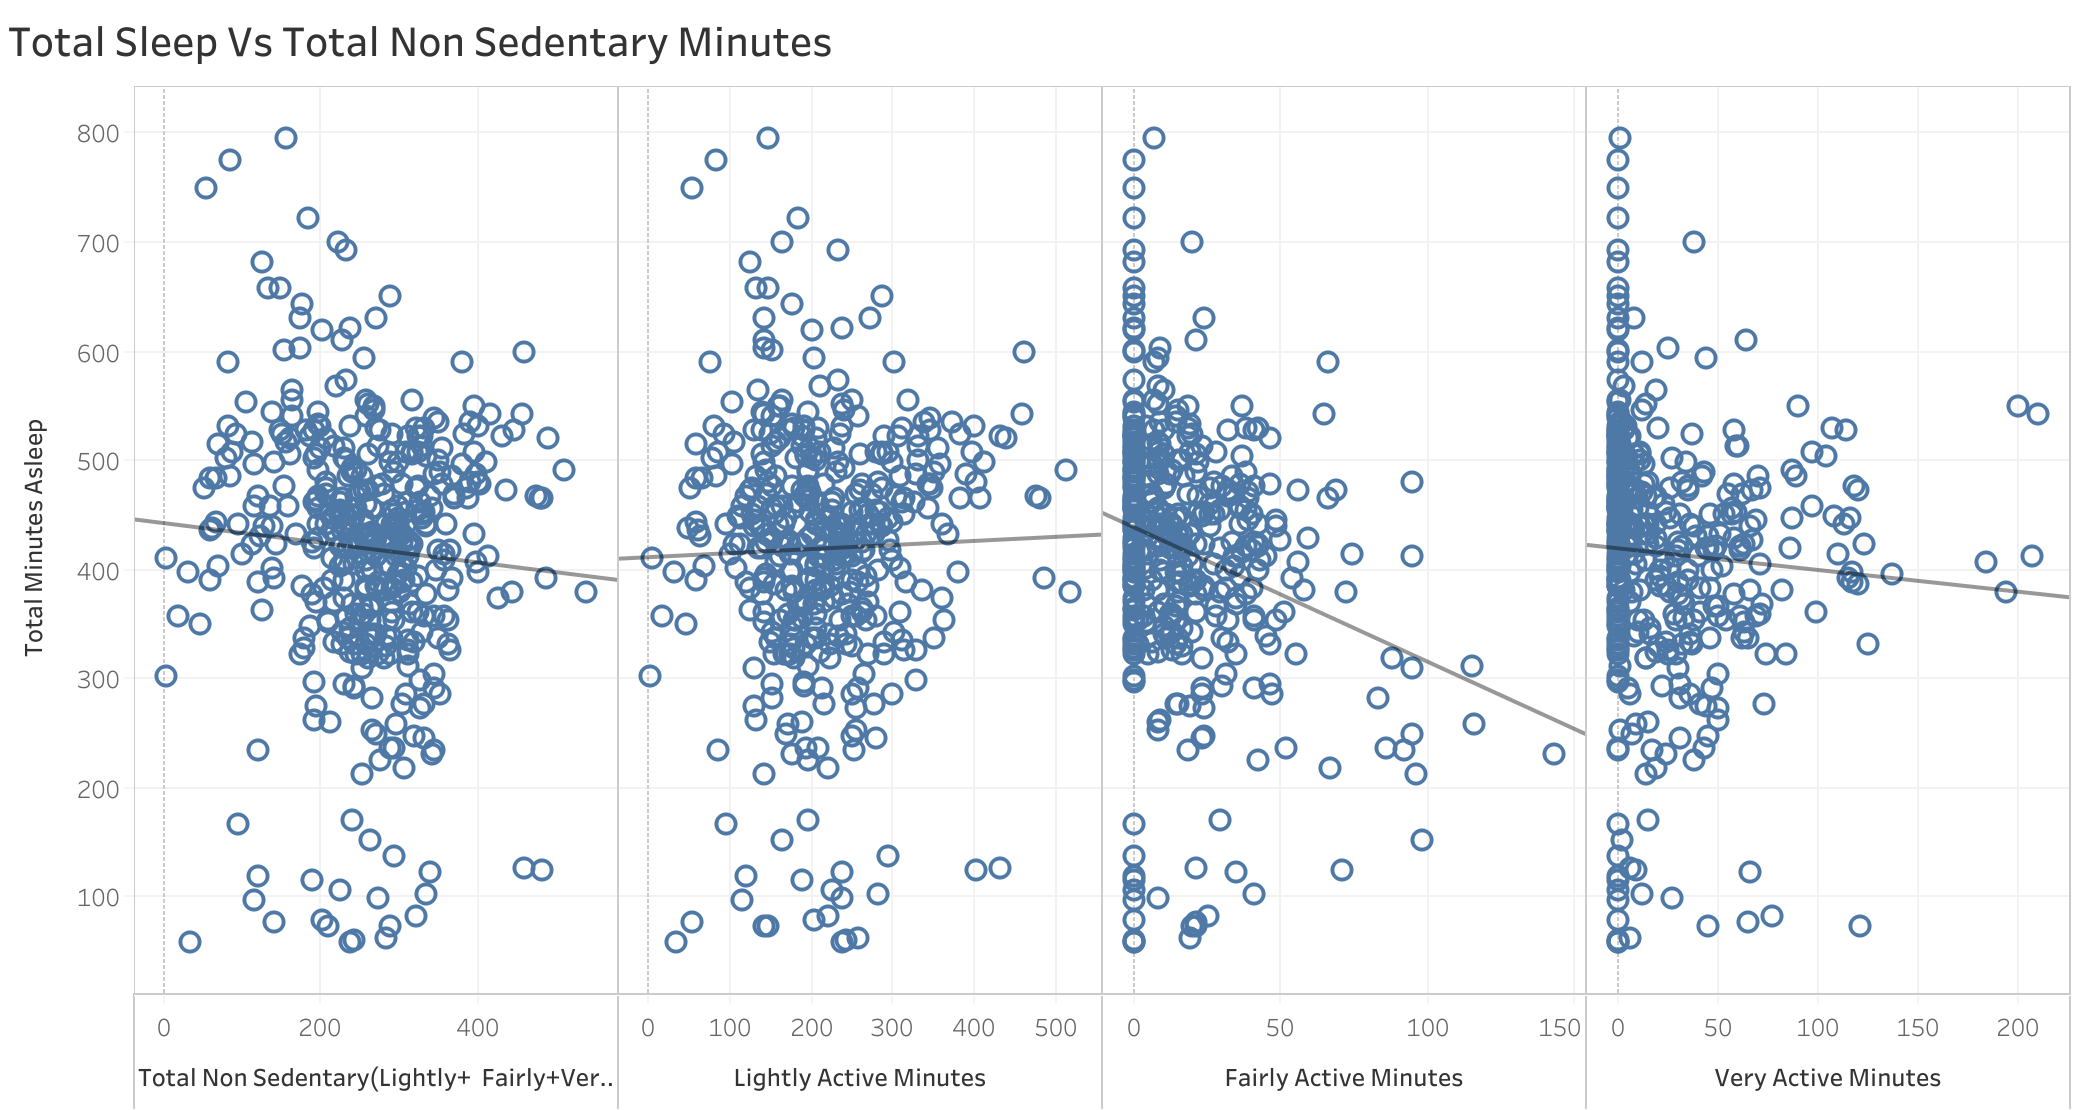 Total Sleep Vs Total Non Sedentary Minutes
Total Minutes Asleep
800
700
600
500
400
300
200
100
0 200 400
0 100 200 300 400 500
0 50 100 150
0 50 100 150 200
Total Non Sedentary(Lightly+ Fairly+Ver..
Lightly Active Minutes
Fairly Active Minutes
Very Active Minutes